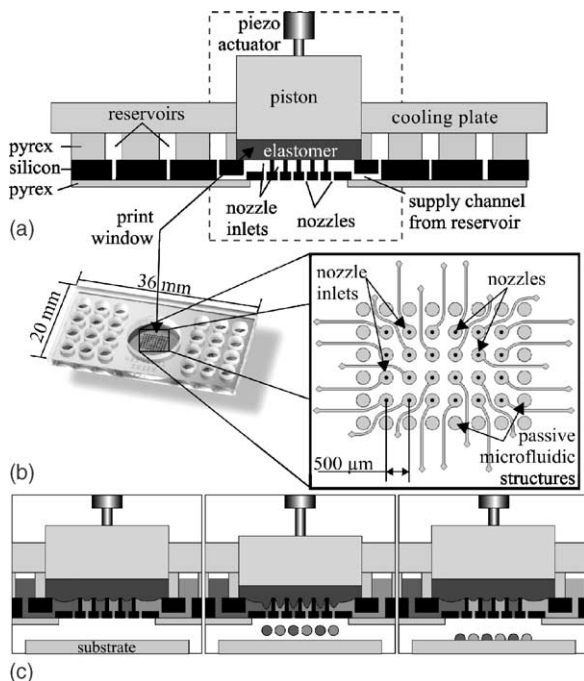 piezo
actuator
piston
reservoirs
cooling plate
pyrex
silicon
pyrex
elastomer
nozzle
inlets
nozzles
supply channel
from reservoir
print
window
(a)
36 mm
20 mm
nozzle
inlets
nozzles
500 µm
passive
microfluidic
structures
(b)
substrate
(c)